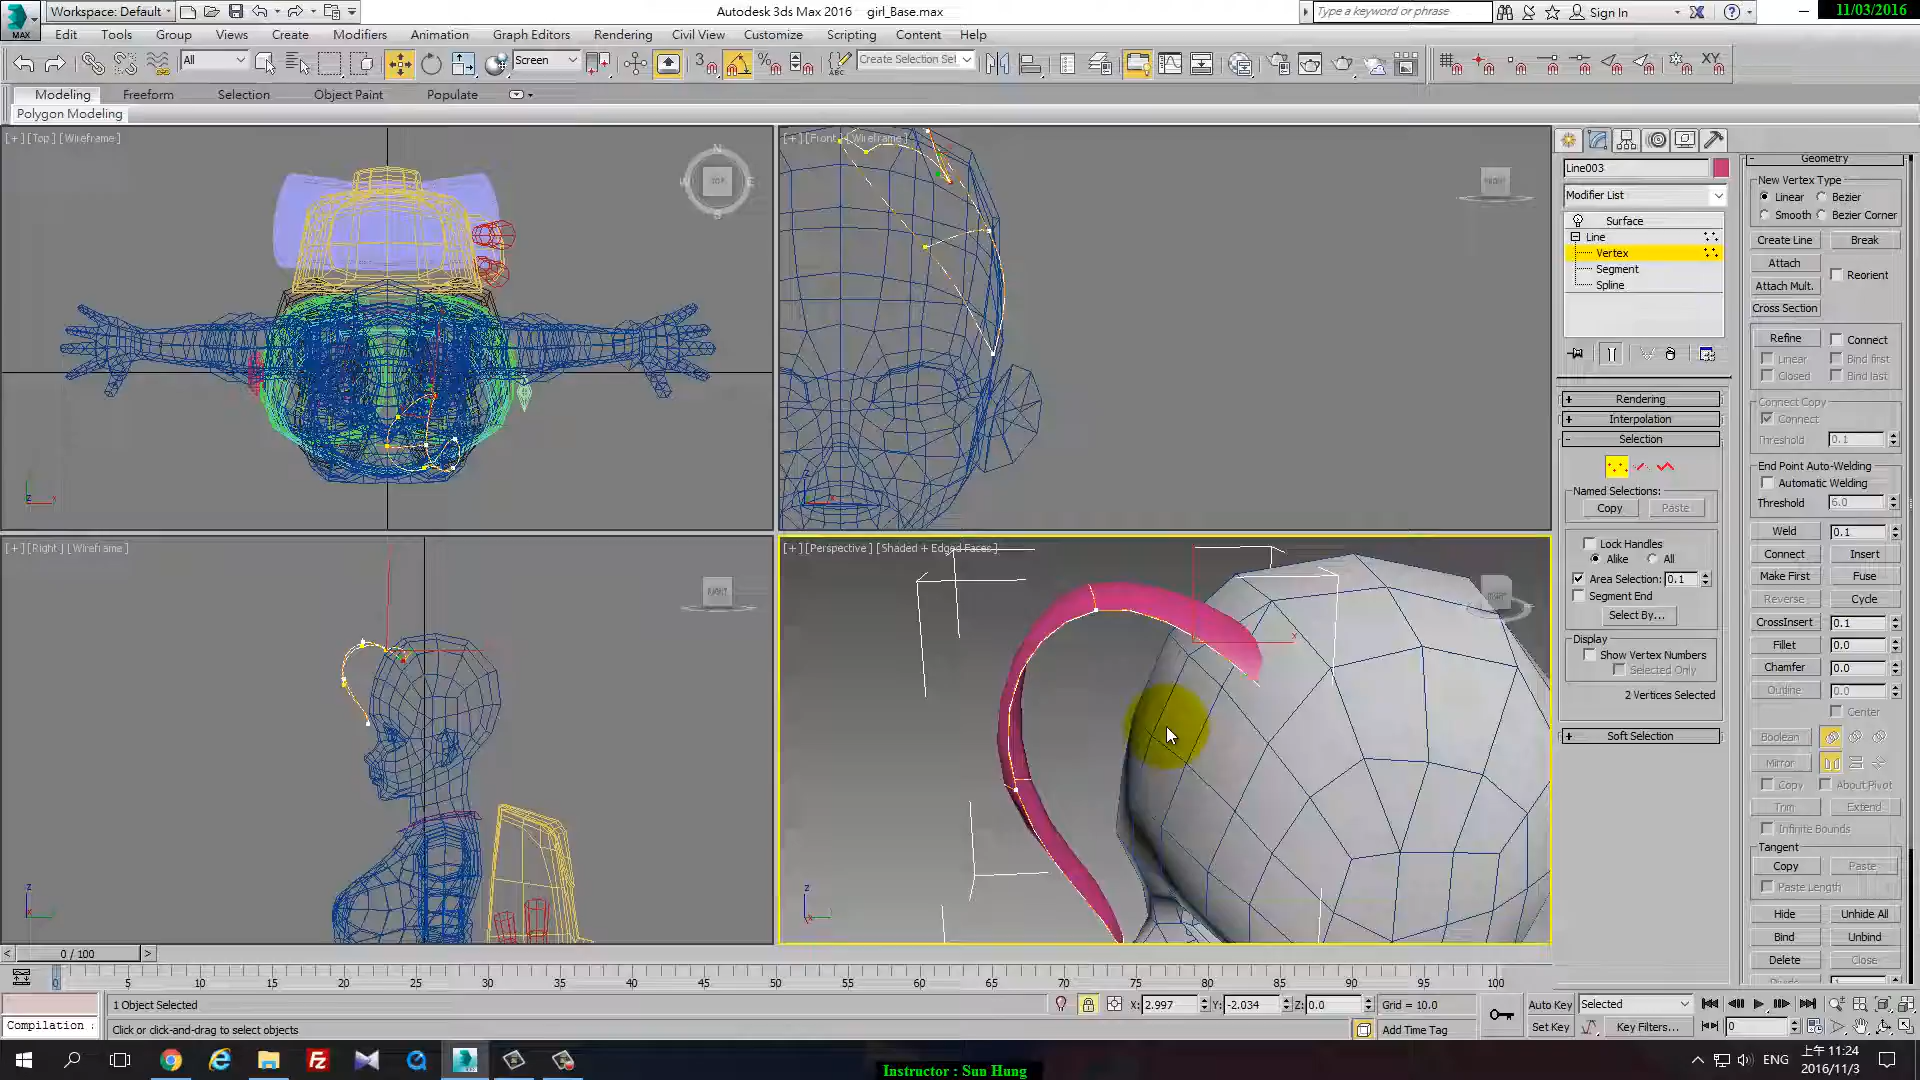 Workspace: Default
Autodesk 3ds Max 2016 girl_Base.max
Type a keyword or phrase
Sign In
11/03/2016
MAX
Edit Tools Group Views Create Modifiers Animation Graph Editors Rendering Civil View Customize Scripting Content Help
All
Screen
Create Selection Set
XY
Modeling Freeform Selection Object Paint Populate
Polygon Modeling
[+][Top][Wireframe]
[+][Front][Wireframe]
[+][Right][Wireframe]
[+][Perspective][Shaded + Edged Faces]
TOP
FRONT
Line003
Modifier List
Surface
Line
Vertex
Segment
Spline
Rendering
Interpolation
Selection
Named Selections:
Copy Paste
Lock Handles
Alike All
Area Selection: 0.1
Segment End
Select By...
Display
Show Vertex Numbers
Selected Only
2 Vertices Selected
Soft Selection
Geometry
New Vertex Type
Linear Bezier
Smooth Bezier Corner
Create Line Break
Attach
Reorient
Attach Mult.
Cross Section
Refine Connect
Linear Bind first
Closed Bind last
Connect Copy
Connect
Threshold 0.1
End Point Auto-Welding
Automatic Welding
Threshold 6.0
Weld 0.1
Connect Insert
Make First Fuse
Reverse Cycle
CrossInsert 0.1
Fillet 0.0
Chamfer 0.0
Outline 0.0
Center
Boolean
Mirror
Copy About Pivot
Trim Extend
Infinite Bounds
Tangent
Copy Paste
Paste Length
Hide Unhide All
Bind Unbind
Delete Close
0 / 100
0 5 10 15 20 25 30 35 40 45 50 55 60 65 70 75 80 85 90 95 100
1 Object Selected
X: 2.997 Y: -2.034 Z: 0.0 Grid = 10.0
Auto Key Selected
Compilation :
Click or click-and-drag to select objects
Add Time Tag
Set Key Key Filters... 0
ENG
上午 11:24
2016/11/3
Instructor : Sun Hung